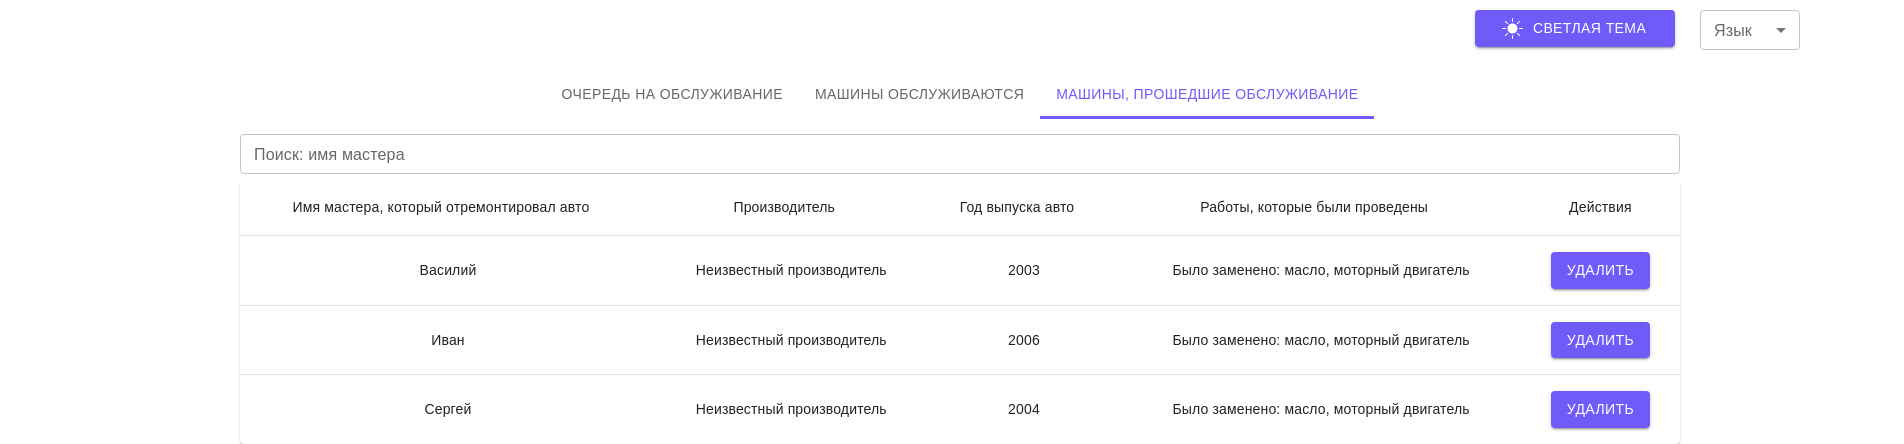 СВЕТЛАЯ ТЕМА Язык
ОЧЕРЕДЬ НА ОБСЛУЖИВАНИЕ МАШИНЫ ОБСЛУЖИВАЮТСЯ МАШИНЫ, ПРОШЕДШИЕ ОБСЛУЖИВАНИЕ
Поиск: имя мастера
Имя мастера, который отремонтировал авто Производитель Год выпуска авто Работы, которые были проведены Действия
Василий Неизвестный производитель 2003 Было заменено: масло, моторный двигатель УДАЛИТЬ
Иван Неизвестный производитель 2006 Было заменено: масло, моторный двигатель УДАЛИТЬ
Сергей Неизвестный производитель 2004 Было заменено: масло, моторный двигатель УДАЛИТЬ